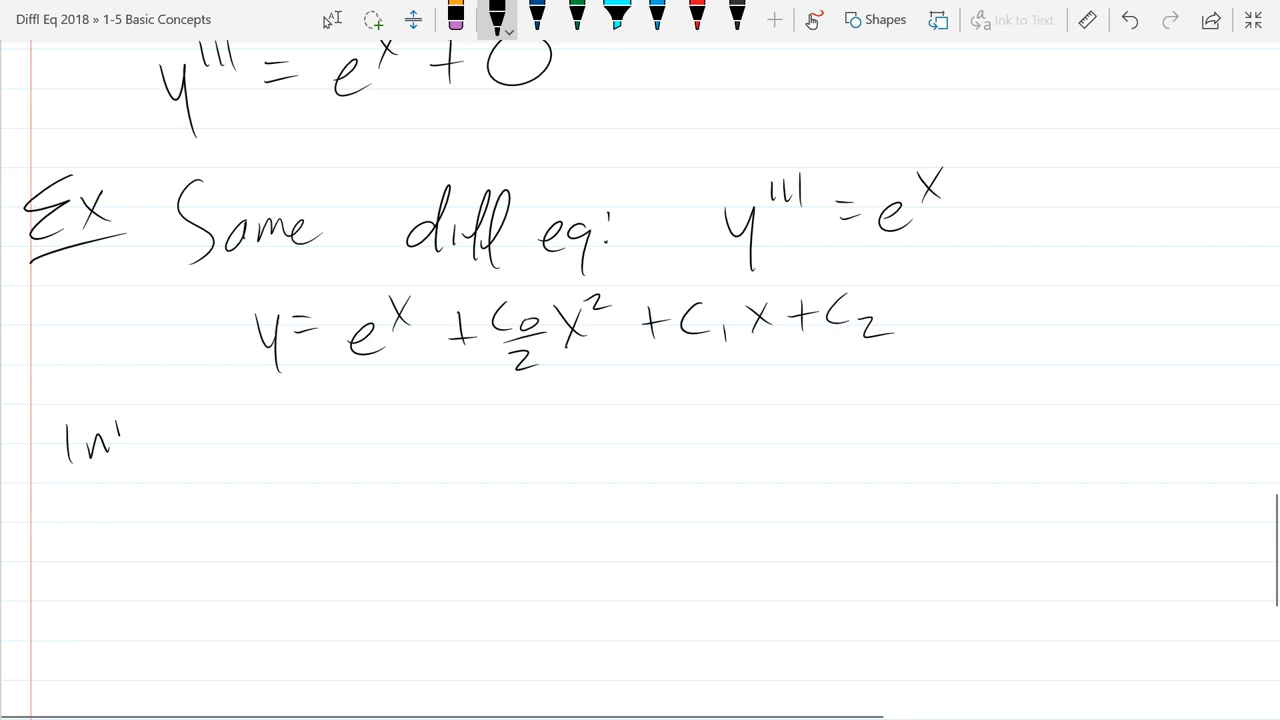 Diffl Eq 2018 » 1-5 Basic Concepts
Shapes
Ink to Text
y''' = e^x + 0
Ex Same diff eq: y''' = e^x
y = e^x + C₀/2 x² + C₁x + C₂
In'